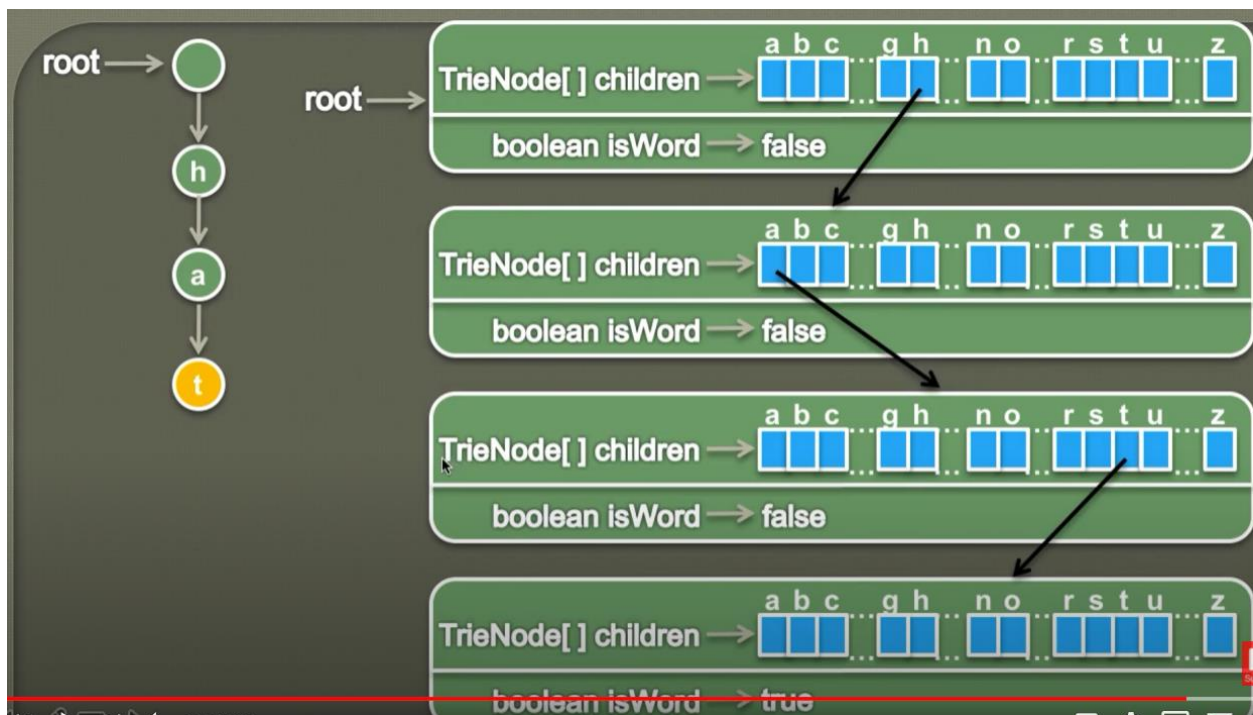 root
h
a
t
root
a b c g h n o r s t u z
TrieNode[ ] children ... ... ... ...
... ... ... ...
boolean isWord false
a b c g h n o r s t u z
TrieNode[ ] children ... ... ... ...
... ... ... ...
boolean isWord false
a b c g h n o r s t u z
TrieNode[ ] children ... ... ... ...
... ... ... ...
boolean isWord false
a b c g h n o r s t u z
TrieNode[ ] children ... ... ... ...
... ... ... ...
boolean isWord true